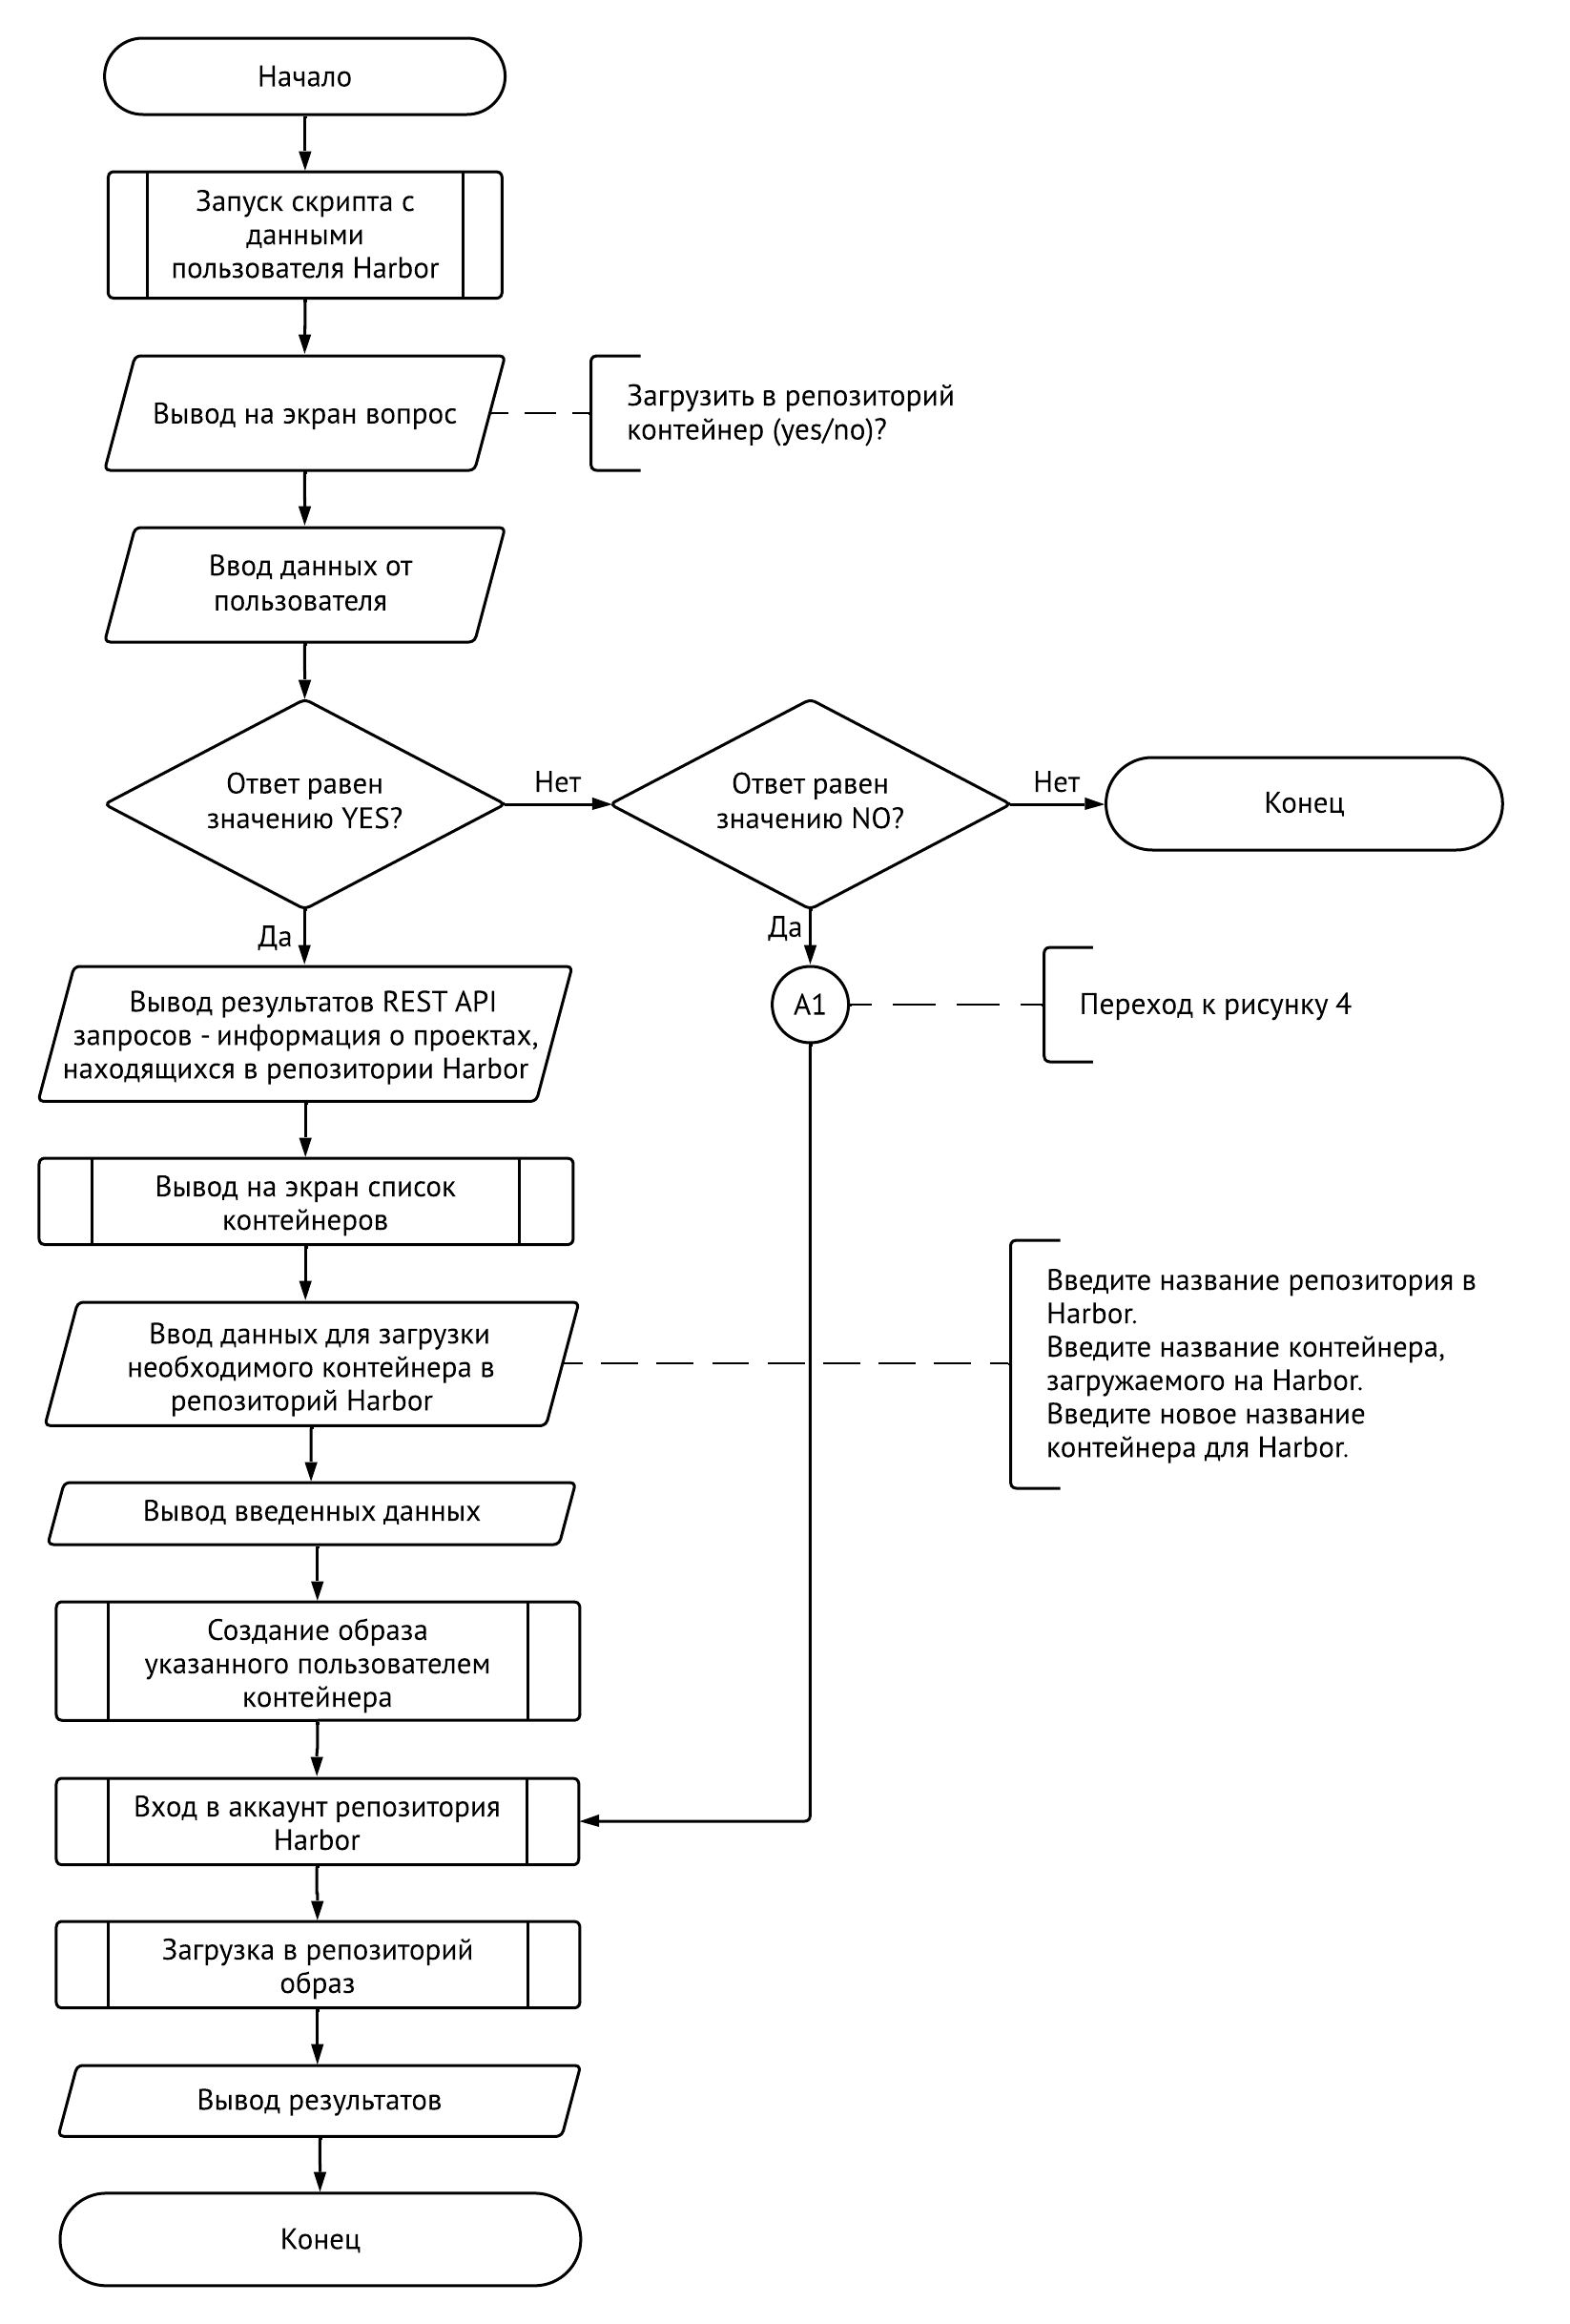 Начало
Запуск скрипта с
данными
пользователя Harbor
Вывод на экран вопрос
Загрузить в репозиторий
контейнер (yes/no)?
Ввод данных от
пользователя
Ответ равен
значению YES?
Нет
Ответ равен
значению NO?
Нет
Конец
Да
Да
Вывод результатов REST API
запросов - информация о проектах,
находящихся в репозитории Harbor
A1
Переход к рисунку 4
Вывод на экран список
контейнеров
Ввод данных для загрузки
необходимого контейнера в
репозиторий Harbor
Введите название репозитория в
Harbor.
Введите название контейнера,
загружаемого на Harbor.
Введите новое название
контейнера для Harbor.
Вывод введенных данных
Создание образа
указанного пользователем
контейнера
Вход в аккаунт репозитория
Harbor
Загрузка в репозиторий
образ
Вывод результатов
Конец